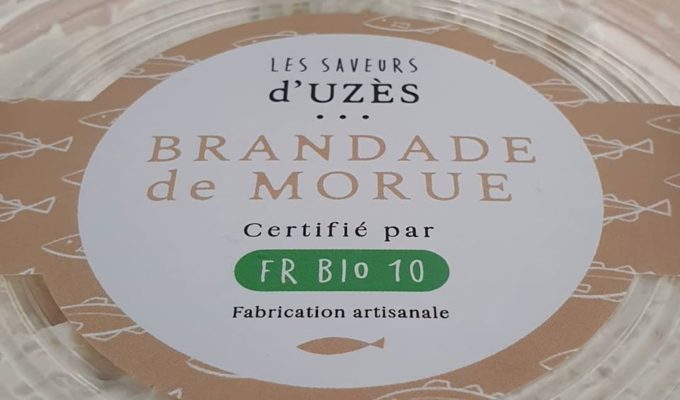 LES SAVEURS
d'UZÈS
BRANDADE
de MORUE
Certifié par
FR BIO 10
Fabrication artisanale